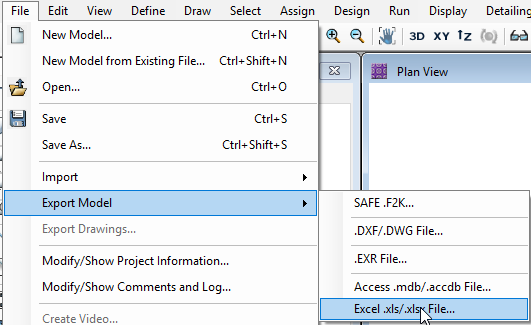 File Edit View Define Draw Select Assign Design Run Display Detailing
New Model... Ctrl+N
New Model from Existing File... Ctrl+Shift+N
3D XY
Open... Ctrl+O
Plan View
Save Ctrl+S
Save As... Ctrl+Shift+S
Import
Export Model
SAFE .F2K...
Export Drawings...
.DXF/.DWG File...
Modify/Show Project Information...
.EXR File...
Modify/Show Comments and Log...
Access .mdb/.accdb File...
Create Video...
Excel .xls/.xlsx File...